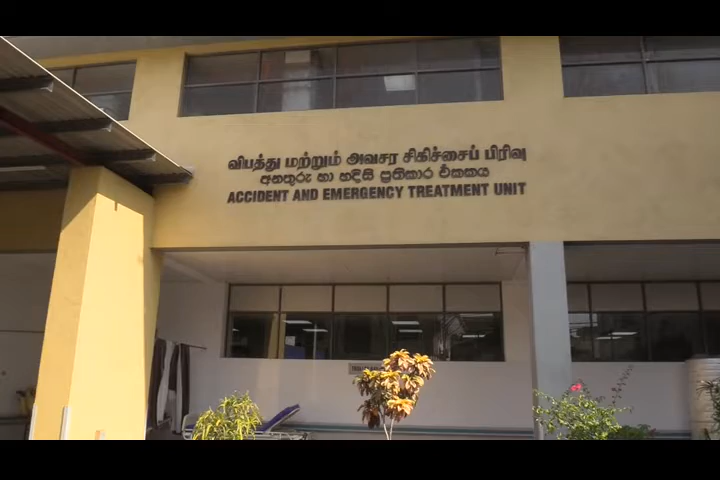 விபத்து மற்றும் அவசர சிகிச்சைப் பிரிவு
අනතුරු හා හදිසි ප්‍රතිකාර ඒකකය
ACCIDENT AND EMERGENCY TREATMENT UNIT